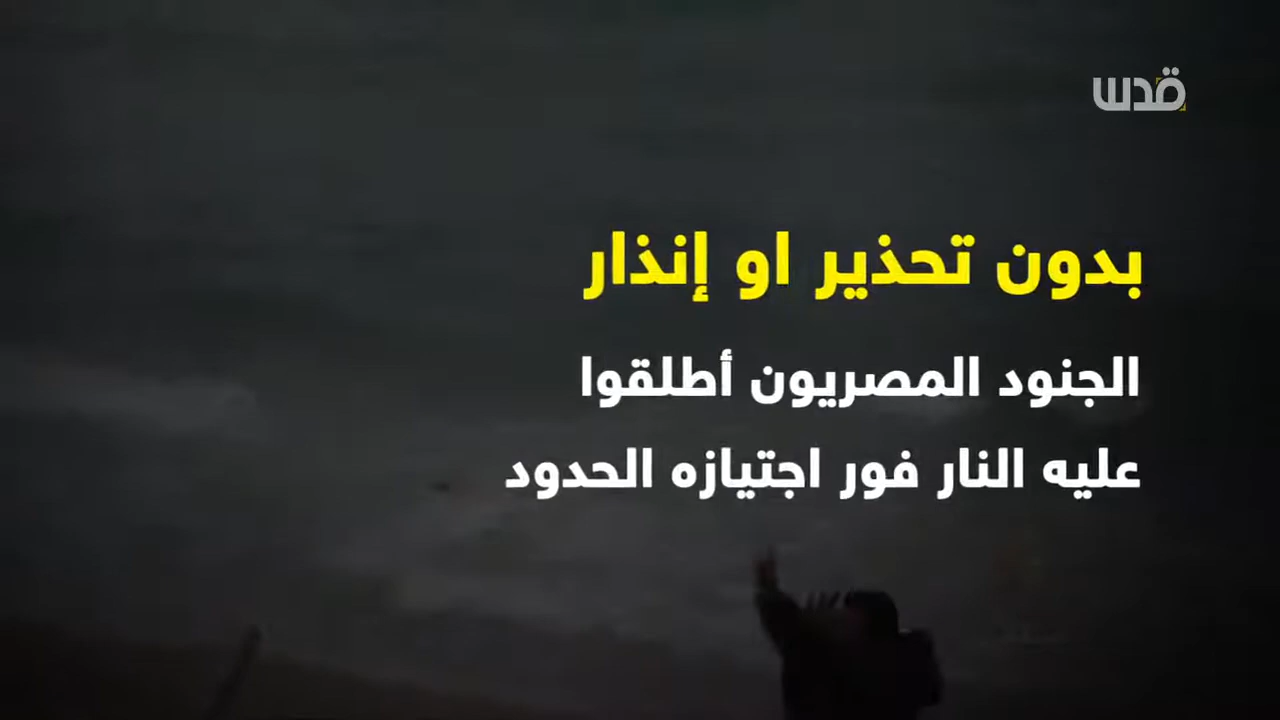 قدس
بدون تحذير او إنذار
الجنود المصريون أطلقوا
عليه النار فور اجتيازه الحدود